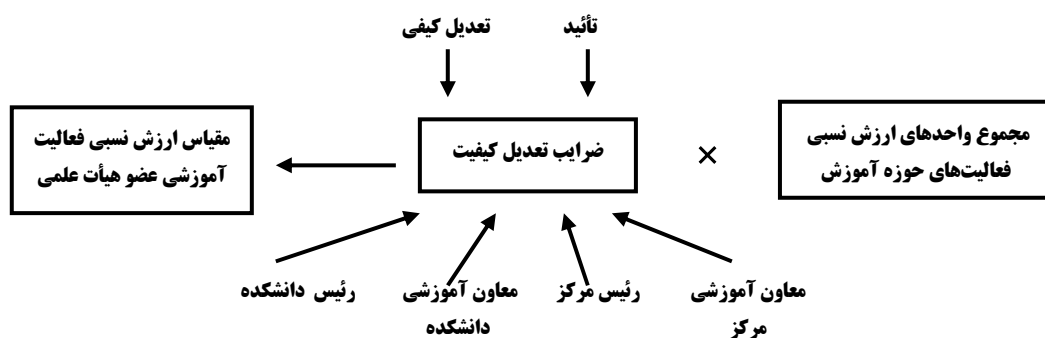 تأئید
تعدیل کیفی
مجموع واحدهای ارزش نسبی
فعالیت‌های حوزه آموزش
×
ضرایب تعدیل کیفیت
مقیاس ارزش نسبی فعالیت
آموزشی عضو هیأت علمی
معاون آموزشی
مرکز
رئیس مرکز
معاون آموزشی
دانشکده
رئیس دانشکده